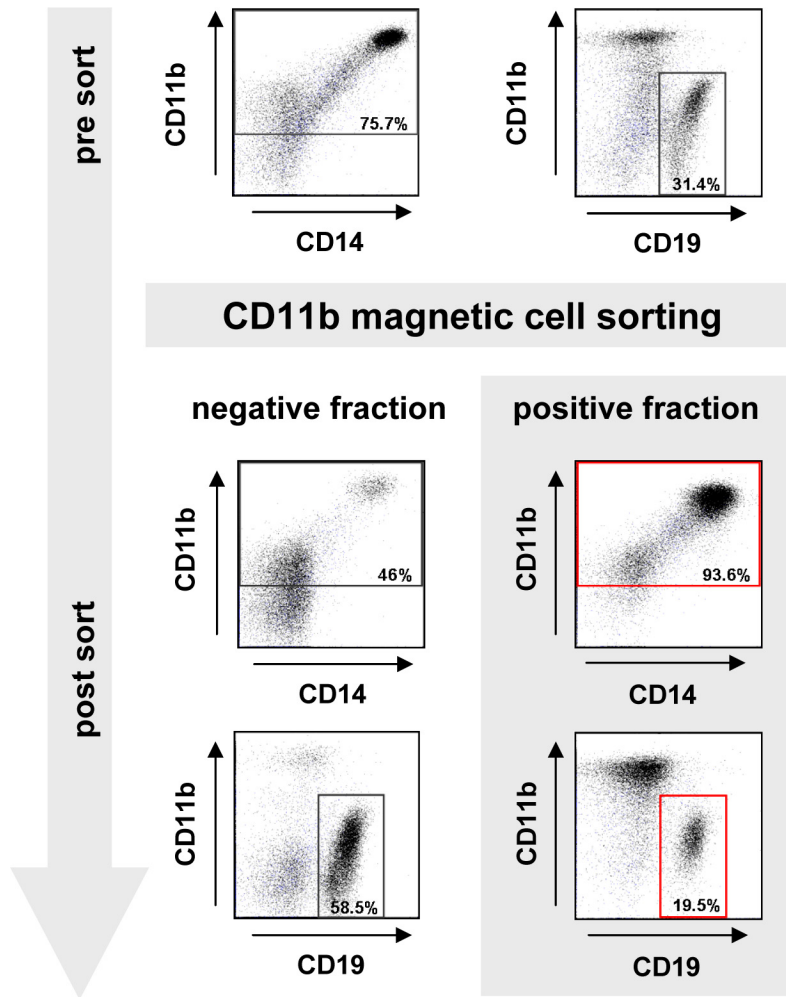 pre sort
CD11b
75.7%
CD14
CD11b
31.4%
CD19
CD11b magnetic cell sorting
negative fraction
positive fraction
post sort
CD11b
46%
CD14
CD11b
93.6%
CD14
CD11b
58.5%
CD19
CD11b
19.5%
CD19